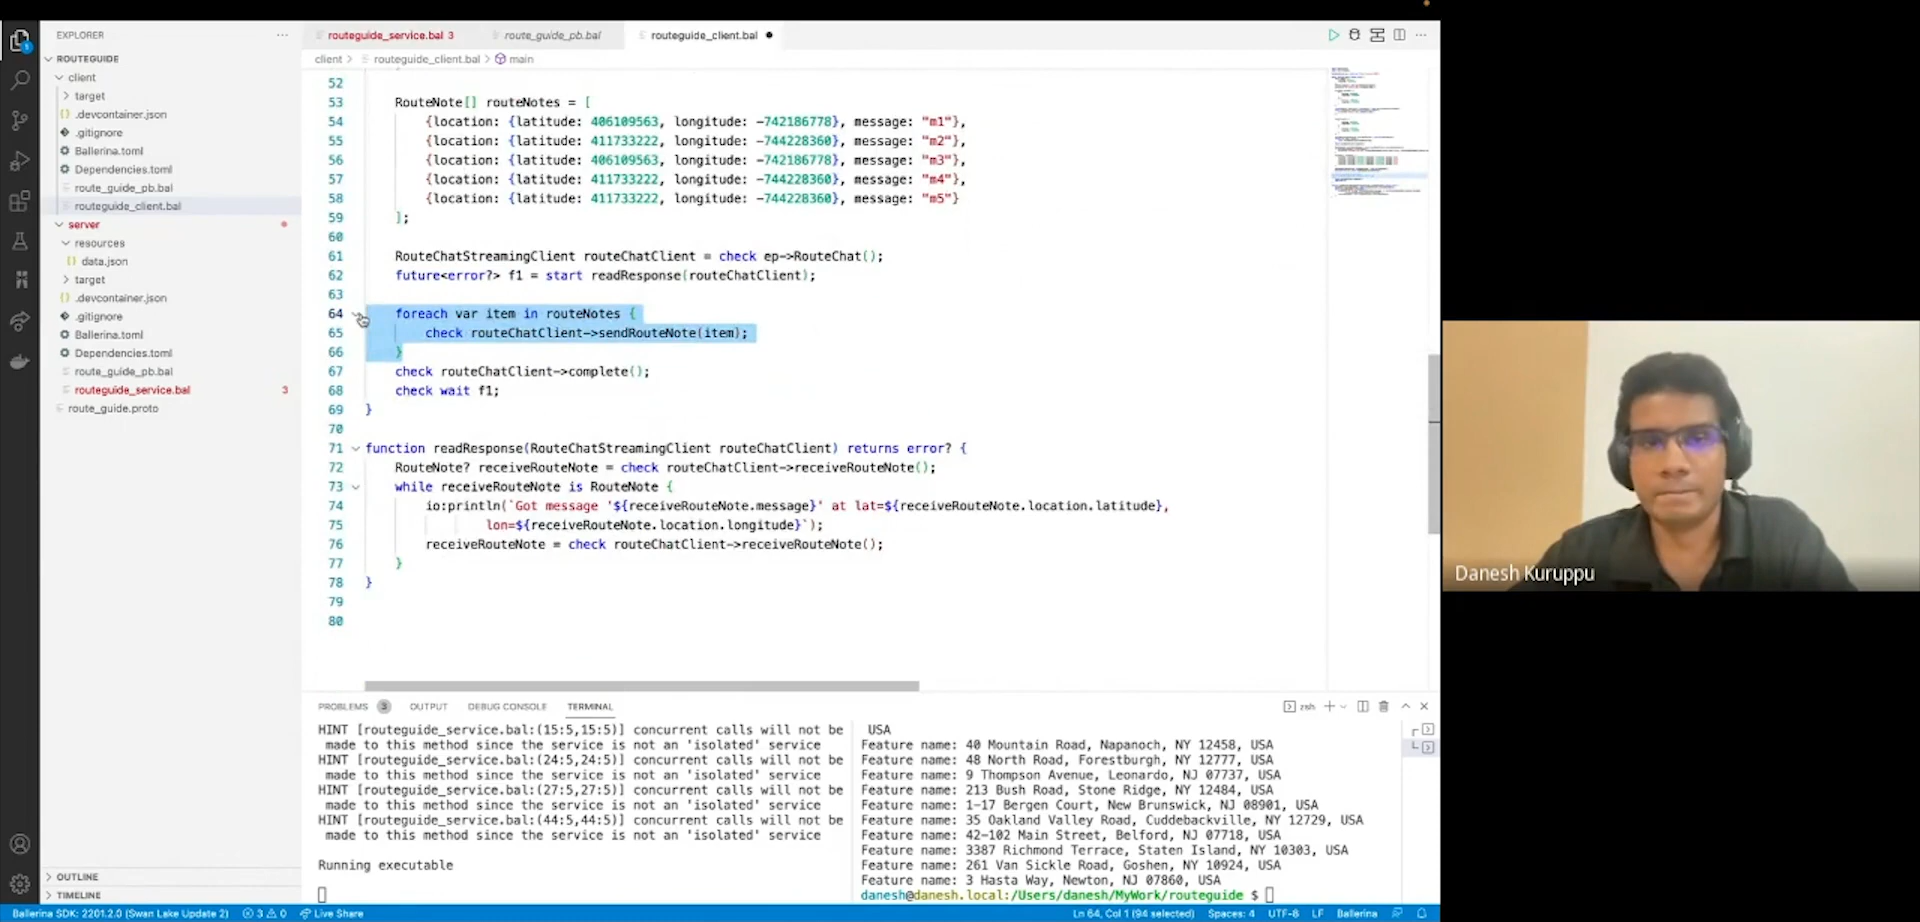 EXPLORER
ROUTEGUIDE
client
target
.devcontainer.json
.gitignore
Ballerina.toml
Dependencies.toml
route_guide_pb.bal
routeguide_client.bal
server
resources
data.json
target
.devcontainer.json
.gitignore
Ballerina.toml
Dependencies.toml
route_guide_pb.bal
routeguide_service.bal 3
route_guide.proto
OUTLINE
TIMELINE
routeguide_service.bal 3 route_guide_pb.bal routeguide_client.bal
client > routeguide_client.bal > main
52
53 RouteNote[] routeNotes = [
54 {location: {latitude: 406109563, longitude: -742186778}, message: "m1"},
55 {location: {latitude: 411733222, longitude: -744228360}, message: "m2"},
56 {location: {latitude: 406109563, longitude: -742186778}, message: "m3"},
57 {location: {latitude: 411733222, longitude: -744228360}, message: "m4"},
58 {location: {latitude: 411733222, longitude: -744228360}, message: "m5"}
59 ];
60
61 RouteChatStreamingClient routeChatClient = check ep->RouteChat();
62 future<error?> f1 = start readResponse(routeChatClient);
63
64 foreach var item in routeNotes {
65 check routeChatClient->sendRouteNote(item);
66 }
67 check routeChatClient->complete();
68 check wait f1;
69 }
70
71 function readResponse(RouteChatStreamingClient routeChatClient) returns error? {
72 RouteNote? receiveRouteNote = check routeChatClient->receiveRouteNote();
73 while receiveRouteNote is RouteNote {
74 io:println(`Got message '${receiveRouteNote.message}' at lat=${receiveRouteNote.location.latitude},
75 lon=${receiveRouteNote.location.longitude}`);
76 receiveRouteNote = check routeChatClient->receiveRouteNote();
77 }
78 }
79
80
PROBLEMS 3 OUTPUT DEBUG CONSOLE TERMINAL zsh
HINT [routeguide_service.bal:(15:5,15:5)] concurrent calls will not be
made to this method since the service is not an 'isolated' service
HINT [routeguide_service.bal:(24:5,24:5)] concurrent calls will not be
made to this method since the service is not an 'isolated' service
HINT [routeguide_service.bal:(27:5,27:5)] concurrent calls will not be
made to this method since the service is not an 'isolated' service
HINT [routeguide_service.bal:(44:5,44:5)] concurrent calls will not be
made to this method since the service is not an 'isolated' service
Running executable
USA
Feature name: 40 Mountain Road, Napanoch, NY 12458, USA
Feature name: 48 North Road, Forestburgh, NY 12777, USA
Feature name: 9 Thompson Avenue, Leonardo, NJ 07737, USA
Feature name: 213 Bush Road, Stone Ridge, NY 12484, USA
Feature name: 1-17 Bergen Court, New Brunswick, NJ 08901, USA
Feature name: 35 Oakland Valley Road, Cuddebackville, NY 12729, USA
Feature name: 42-102 Main Street, Belford, NJ 07718, USA
Feature name: 3387 Richmond Terrace, Staten Island, NY 10303, USA
Feature name: 261 Van Sickle Road, Goshen, NY 10924, USA
Feature name: 3 Hasta Way, Newton, NJ 07860, USA
danesh@danesh.local:/Users/danesh/MyWork/routeguide $
Ballerina SDK: 2201.2.0 (Swan Lake Update 2) 3 0 Live Share Ln 64, Col 1 (94 selected) Spaces: 4 UTF-8 LF Ballerina
Danesh Kuruppu